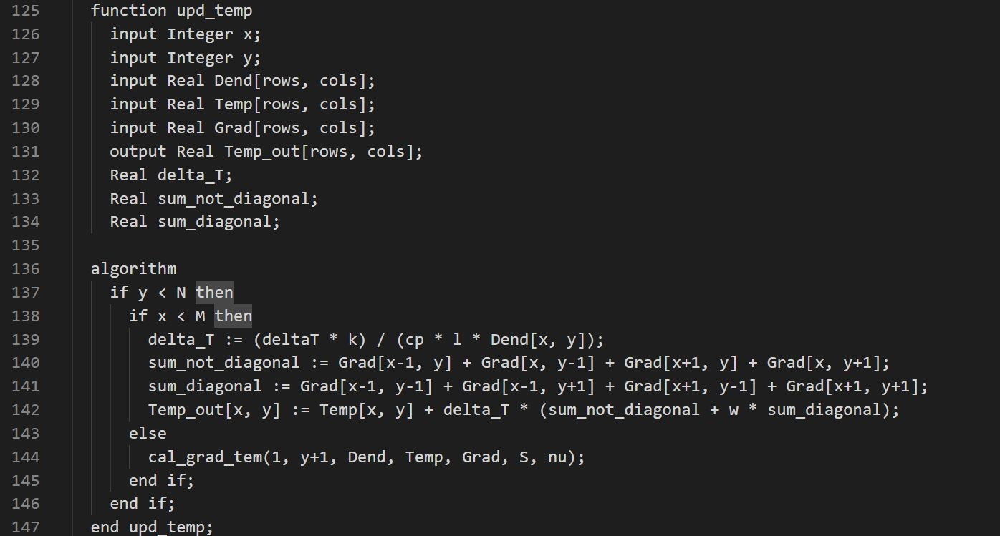 125 function upd_temp
126 input Integer x;
127 input Integer y;
128 input Real Dend[rows, cols];
129 input Real Temp[rows, cols];
130 input Real Grad[rows, cols];
131 output Real Temp_out[rows, cols];
132 Real delta_T;
133 Real sum_not_diagonal;
134 Real sum_diagonal;
135
136 algorithm
137 if y < N then
138 if x < M then
139 delta_T := (deltaT * k) / (cp * l * Dend[x, y]);
140 sum_not_diagonal := Grad[x-1, y] + Grad[x, y-1] + Grad[x+1, y] + Grad[x, y+1];
141 sum_diagonal := Grad[x-1, y-1] + Grad[x-1, y+1] + Grad[x+1, y-1] + Grad[x+1, y+1];
142 Temp_out[x, y] := Temp[x, y] + delta_T * (sum_not_diagonal + w * sum_diagonal);
143 else
144 cal_grad_tem(1, y+1, Dend, Temp, Grad, S, nu);
145 end if;
146 end if;
147 end upd_temp;